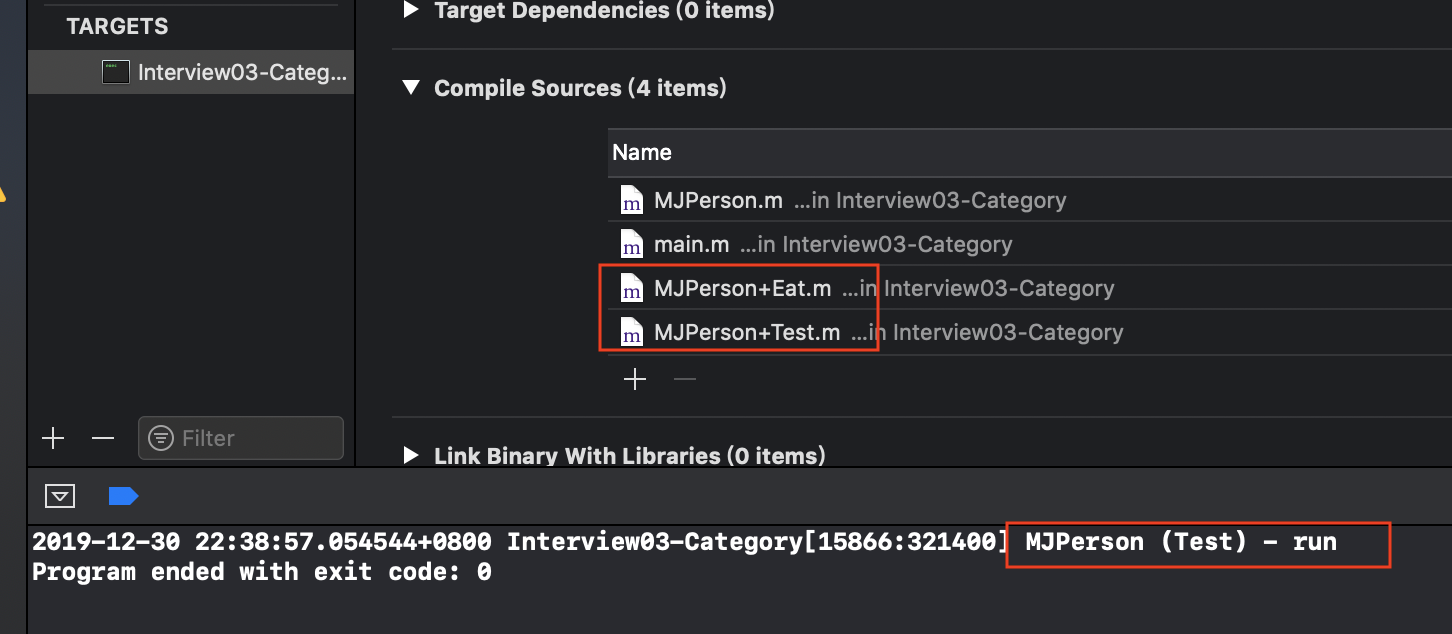 Target Dependencies (0 items)
TARGETS
Interview03-Categ...
Compile Sources (4 items)
Name
MJPerson.m ...in Interview03-Category
main.m ...in Interview03-Category
MJPerson+Eat.m ...in Interview03-Category
MJPerson+Test.m ...in Interview03-Category
Filter
Link Binary With Libraries (0 items)
2019-12-30 22:38:57.054544+0800 Interview03-Category[15866:321400] MJPerson (Test) - run
Program ended with exit code: 0